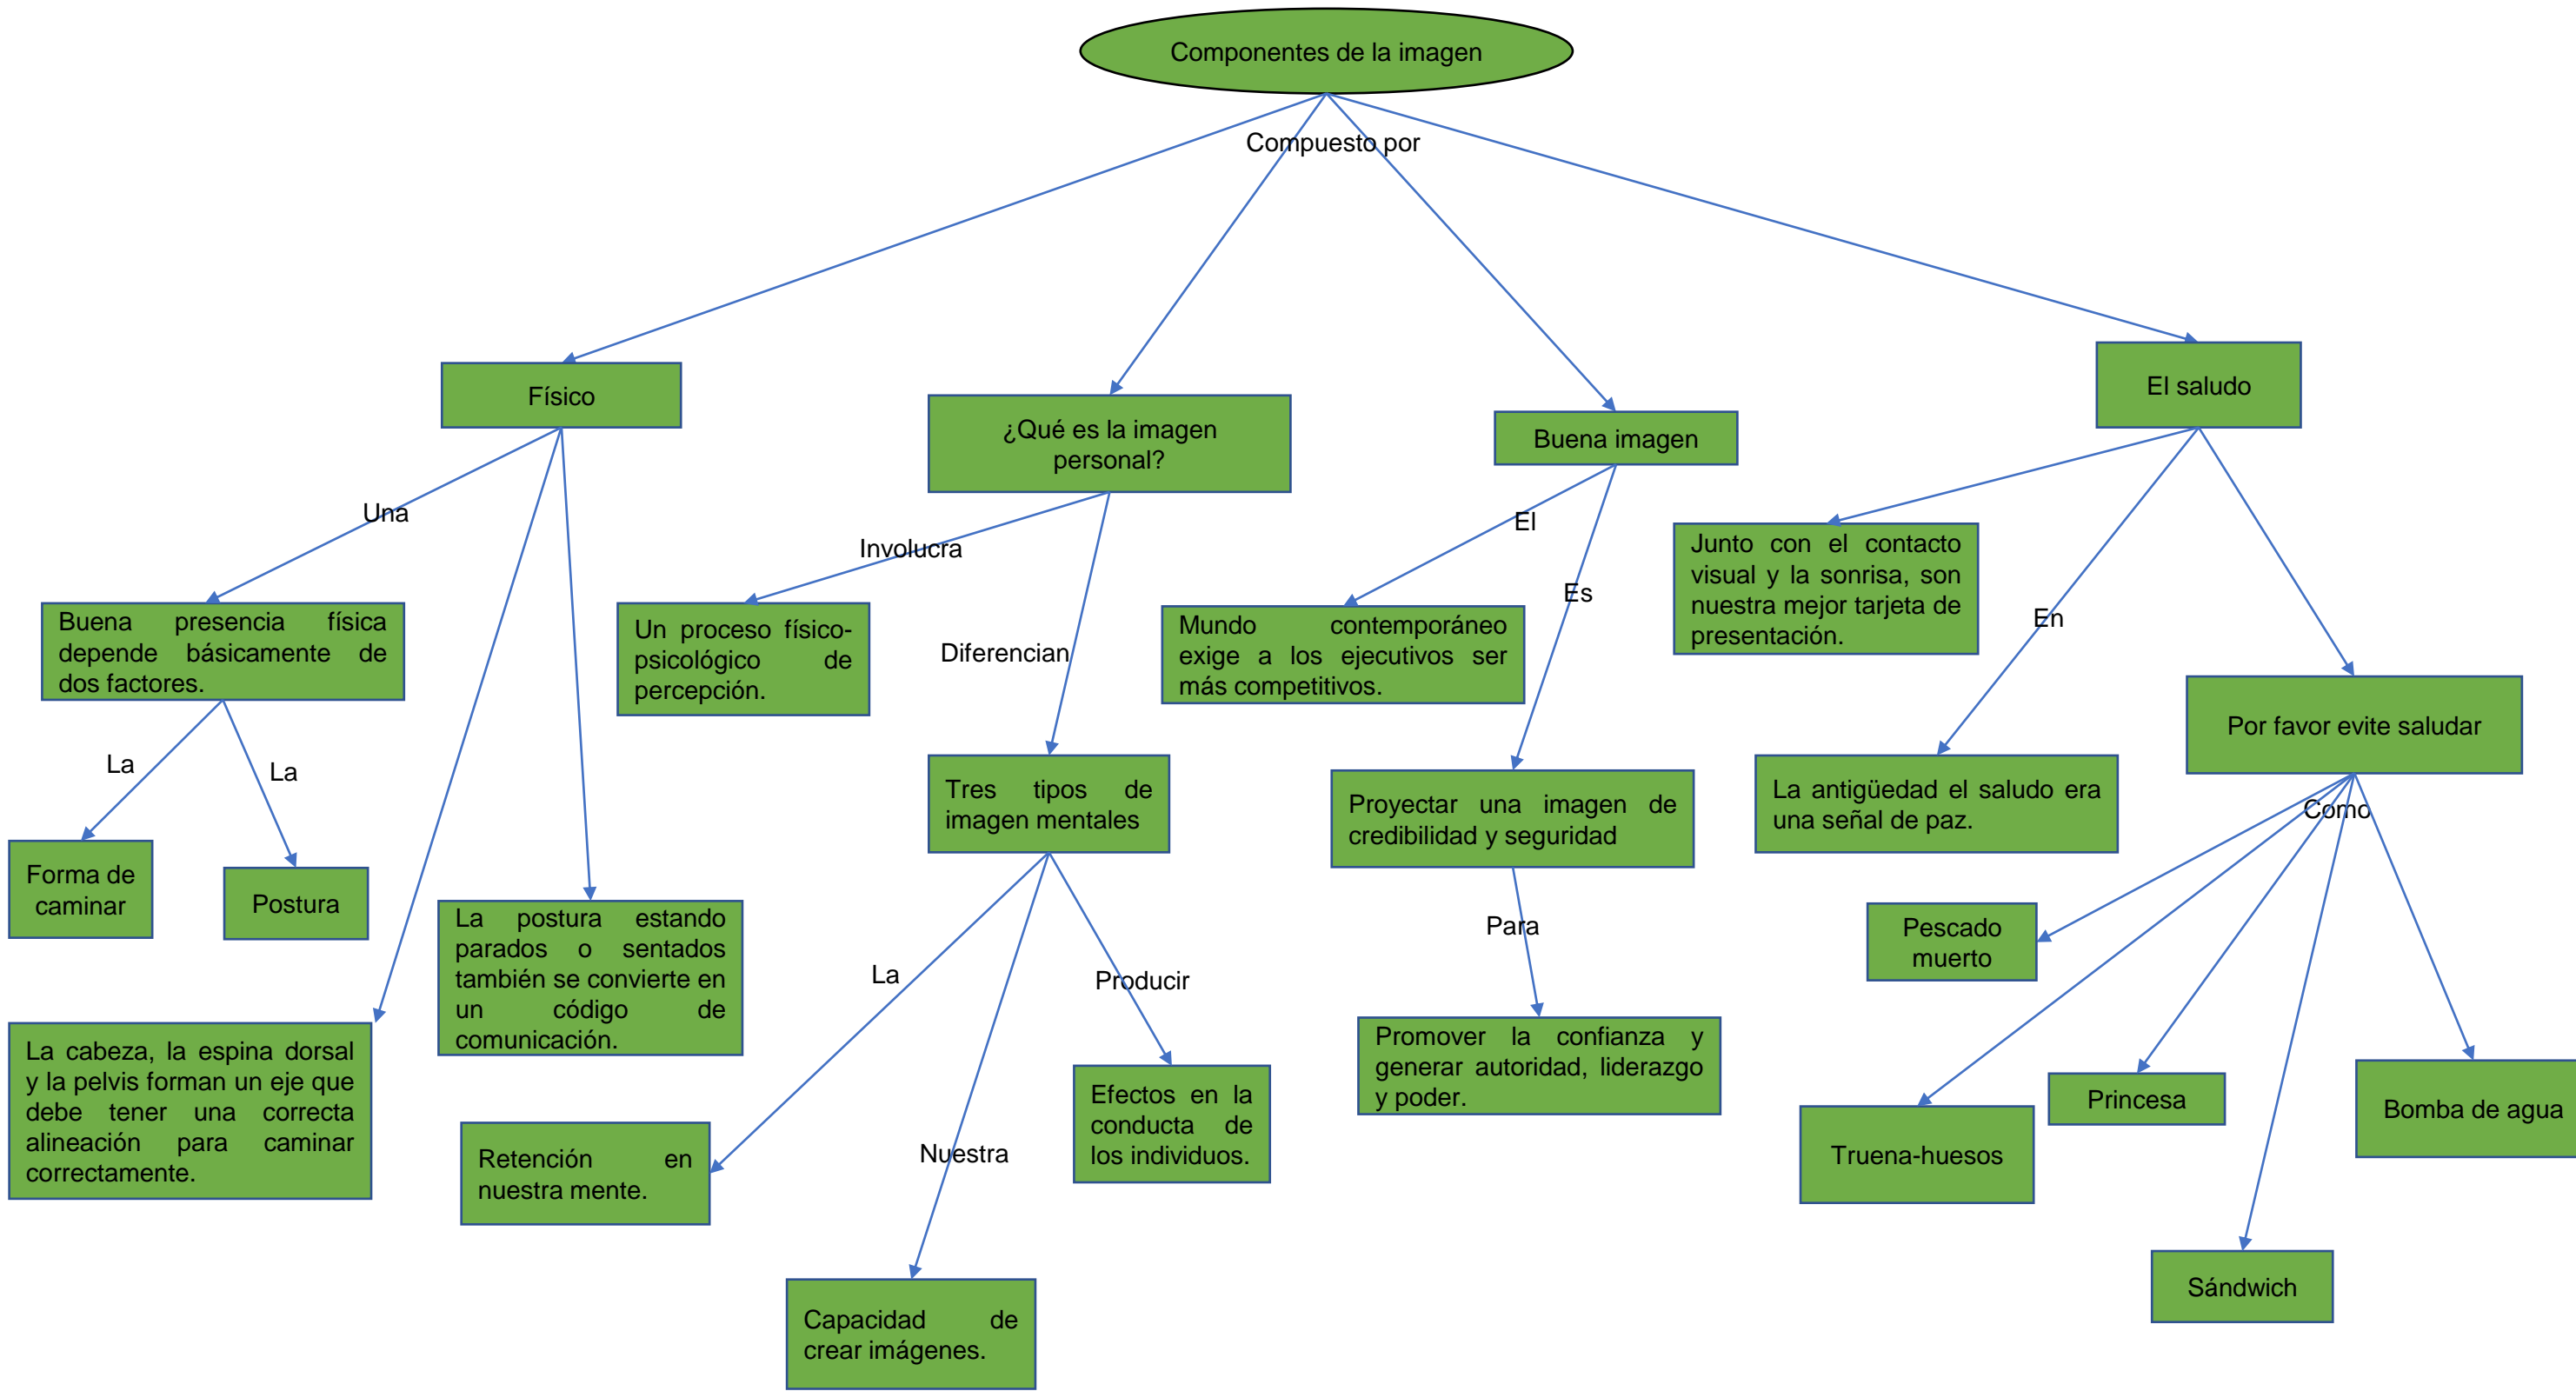 Componentes de la imagen
Compuesto por
Físico
¿Qué es la imagen
personal?
Buena imagen
El saludo
Una
Involucra
Diferencian
El
Es
En
Buena presencia física
depende básicamente de
dos factores.
Un proceso físico-
psicológico de
percepción.
Mundo contemporáneo
exige a los ejecutivos ser
más competitivos.
Junto con el contacto
visual y la sonrisa, son
nuestra mejor tarjeta de
presentación.
Por favor evite saludar
La
La
Tres tipos de
imagen mentales
Proyectar una imagen de
credibilidad y seguridad
La antigüedad el saludo era
una señal de paz.
Como
Forma de
caminar
Postura
La postura estando
parados o sentados
también se convierte en
un código de
comunicación.
La
Producir
Para
Pescado
muerto
La cabeza, la espina dorsal
y la pelvis forman un eje que
debe tener una correcta
alineación para caminar
correctamente.
Retención en
nuestra mente.
Nuestra
Efectos en la
conducta de
los individuos.
Promover la confianza y
generar autoridad, liderazgo
y poder.
Truena-huesos
Princesa
Bomba de agua
Capacidad de
crear imágenes.
Sándwich